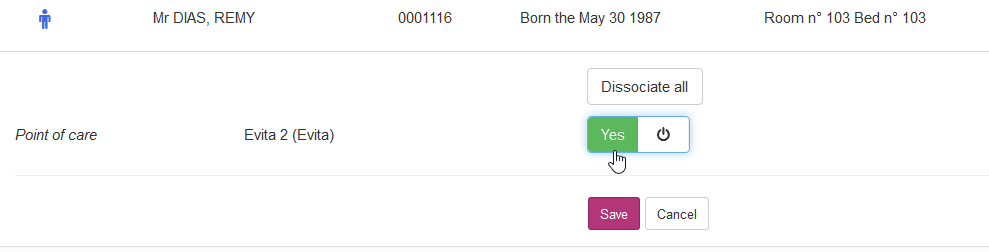 Mr DIAS, REMY 0001116 Born the May 30 1987 Room n° 103 Bed n° 103
Dissociate all
Point of care Evita 2 (Evita) Yes
Save Cancel